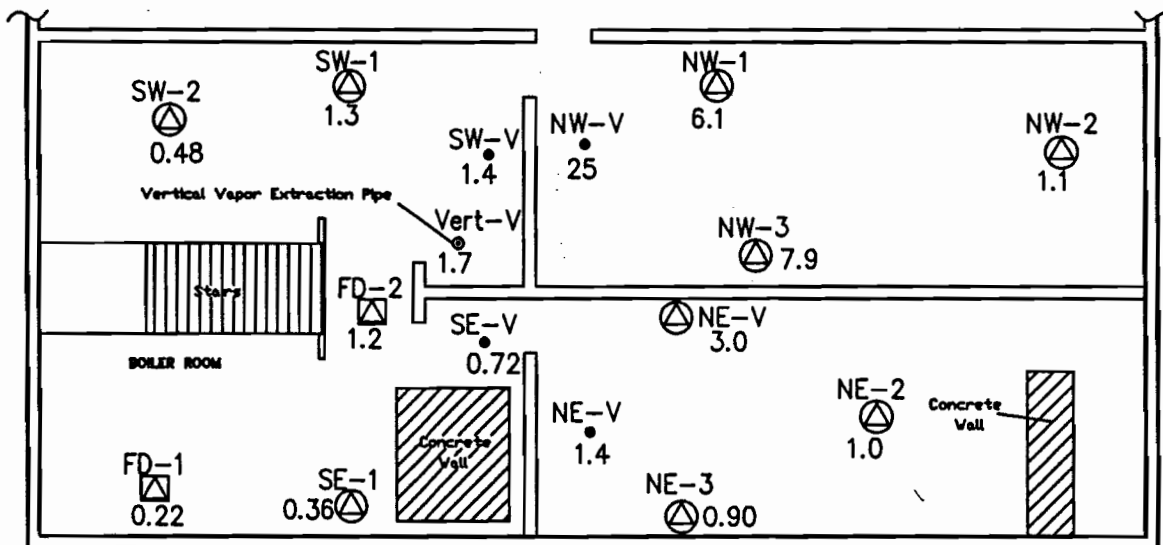 SW-1
1.3
NW-1
6.1
SW-2
0.48
SW-V
1.4
NW-V
25
NW-2
1.1
Vertical Vapor Extraction Pipe
Vert-V
1.7
NW-3
7.9
Stairs
FD-2
1.2
SE-V
0.72
NE-V
3.0
BOILER ROOM
Concrete
Wall
NE-V
1.4
NE-2
1.0
Concrete
Wall
FD-1
0.22
SE-1
0.36
NE-3
0.90